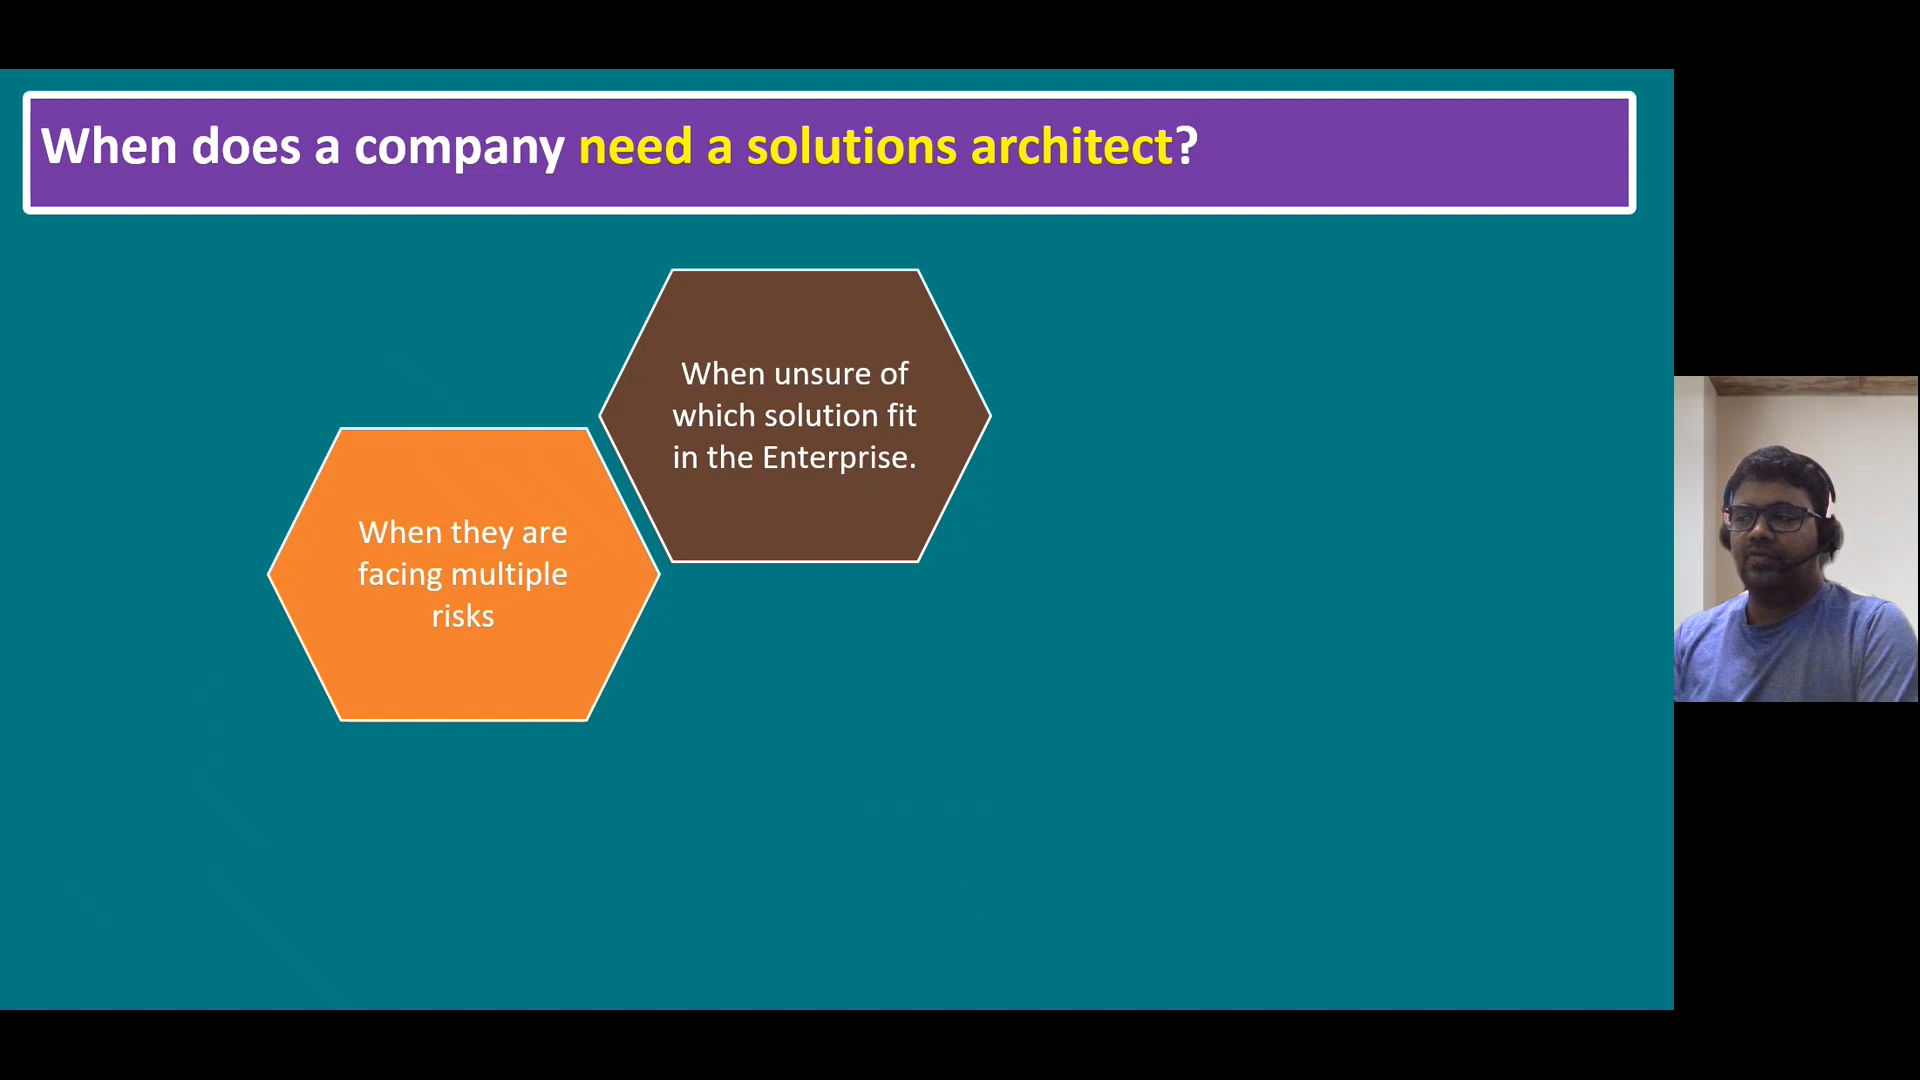 When does a company need a solutions architect?
When unsure of
which solution fit
in the Enterprise.
When they are
facing multiple
risks